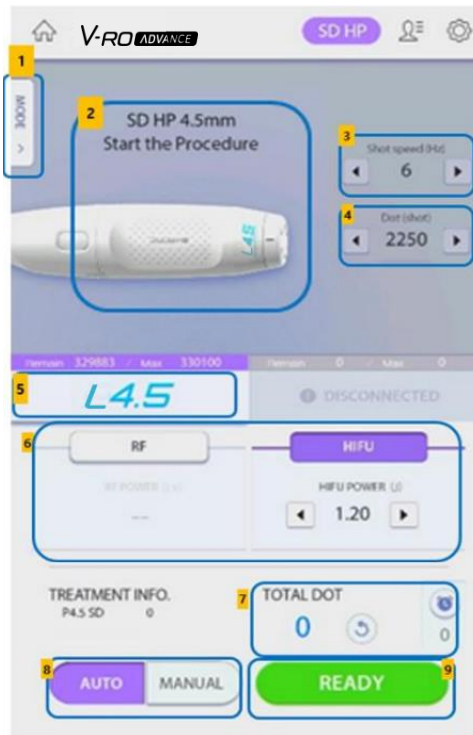 V-RO ADVANCE
SD HP
1
MODE >
2
SD HP 4.5mm
Start the Procedure
3
Shot speed (Hz)
6
4
Dot (shot)
2250
L4.5
Remain 329883 / Max 330100
Remain 0 / Max 0
5
L4.5
DISCONNECTED
6
RF
HIFU
RF POWER
HIFU POWER (J)
--
1.20
TREATMENT INFO.
P4.5 SD 0
7
TOTAL DOT
0
0
8
AUTO
MANUAL
9
READY